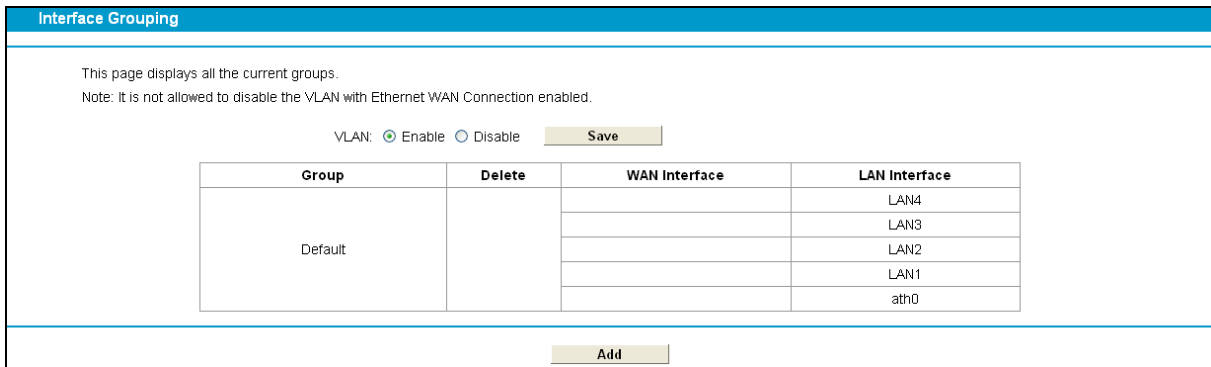 Interface Grouping
This page displays all the current groups.
Note: It is not allowed to disable the VLAN with Ethernet WAN Connection enabled.
VLAN: Enable Disable Save
Group Delete WAN Interface LAN Interface
LAN4
LAN3
Default LAN2
LAN1
ath0
Add